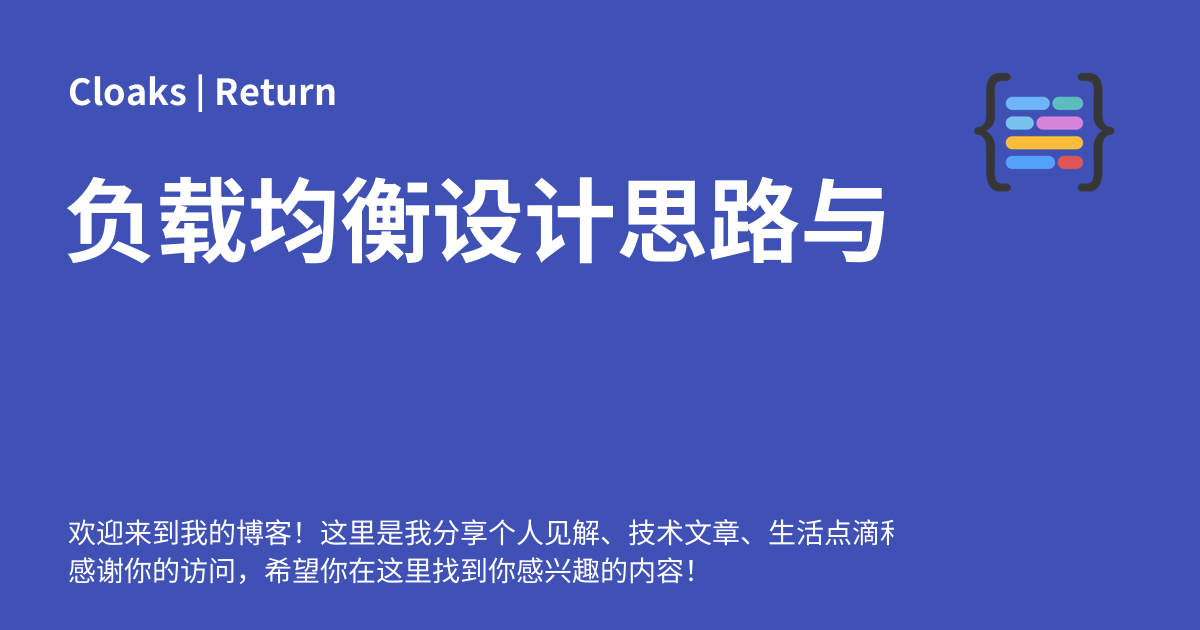 Cloaks | Return
负载均衡设计思路与
欢迎来到我的博客！这里是我分享个人见解、技术文章、生活点滴
感谢你的访问，希望你在这里找到你感兴趣的内容！